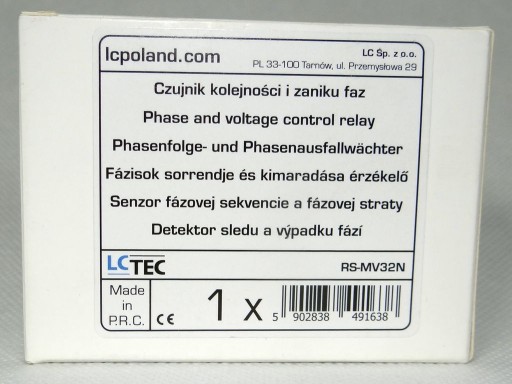 lcpoland.com
LC Sp. z o.o.
PL 33-100 Tarnów, ul. Przemysłowa 29
Czujnik kolejności i zaniku faz
Phase and voltage control relay
Phasenfolge- und Phasenausfallwächter
Fázisok sorrendje és kimaradása érzékelő
Senzor fázovej sekvencie a fázovej straty
Detektor sledu a výpadku fází
LCTEC
RS-MV32N
Made
in
P.R.C.
CE
1 x
5 902838 491638